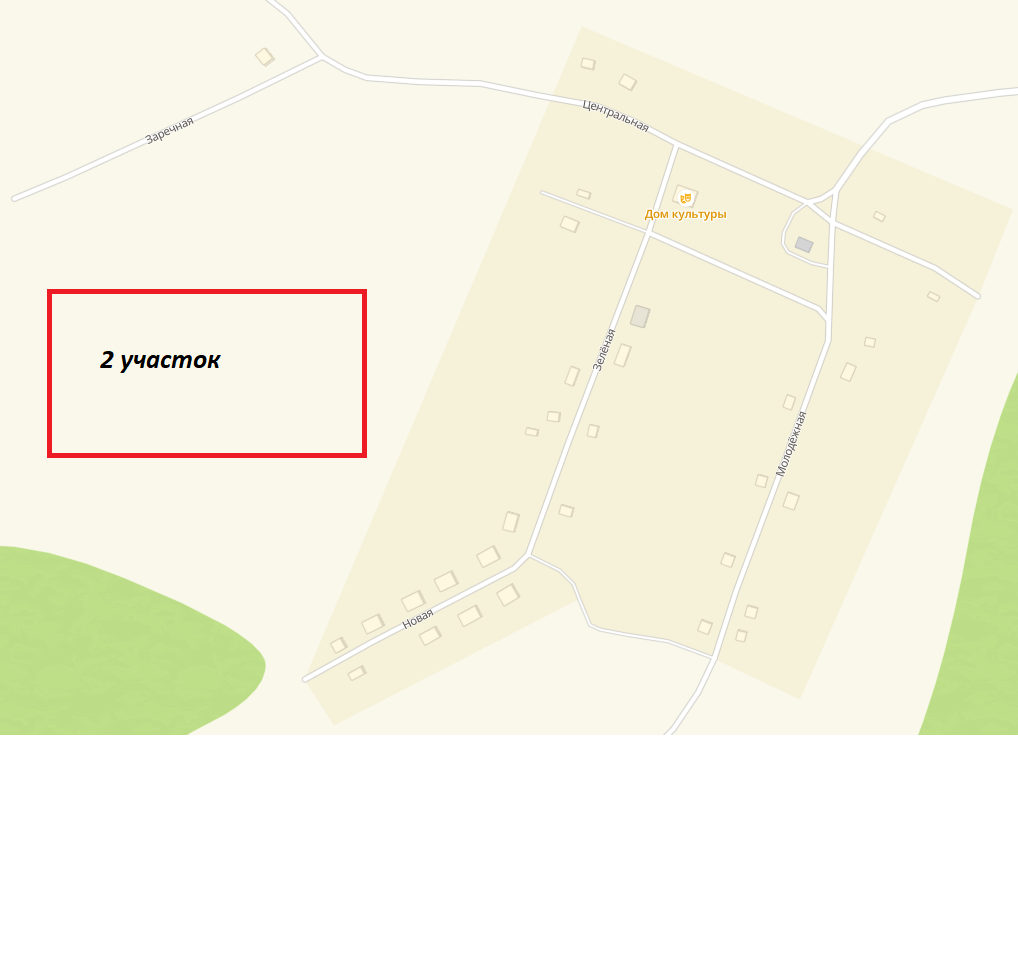 Центральная
Заречная
Дом культуры
2 участок
Зелёная
Молодёжная
Новая